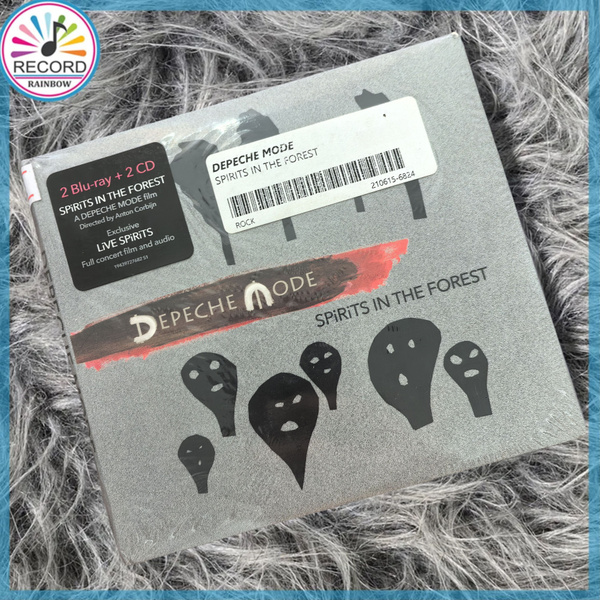 RECORD
RAINBOW
DEPECHE MODE
SPIRITS IN THE FOREST
210615-6824
ROCK
2 Blu-ray + 2 CD
SPiRiTS IN THE FOREST
A DEPECHE MODE film
Directed by Anton Corbijn
Exclusive
LiVE SPiRiTS
Full concert film and audio
DEPECHE MODE
SPiRiTS IN THE FOREST